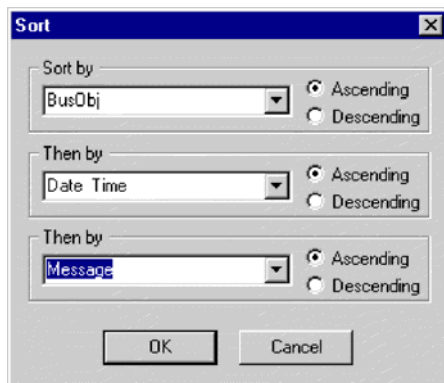 Sort
Sort by
BusObj
Ascending
Descending
Then by
Date Time
Ascending
Descending
Then by
Message
Ascending
Descending
OK
Cancel